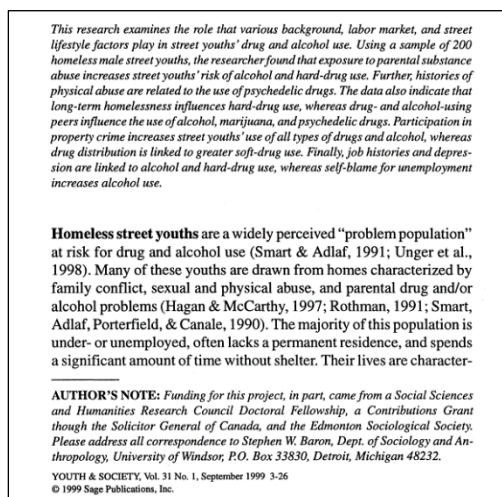 This research examines the role that various background, labor market, and street
lifestyle factors play in street youths' drug and alcohol use. Using a sample of 200
homeless male street youths, the researcher found that exposure to parental substance
abuse increases street youths' risk of alcohol and hard-drug use. Further, histories of
physical abuse are related to the use of psychedelic drugs. The data also indicate that
long-term homelessness influences hard-drug use, whereas drug- and alcohol-using
peers influence the use of alcohol, marijuana, and psychedelic drugs. Participation in
property crime increases street youths' use of all types of drugs and alcohol, whereas
drug distribution is linked to greater soft-drug use. Finally, job histories and depres-
sion are linked to alcohol and hard-drug use, whereas self-blame for unemployment
increases alcohol use.
Homeless street youths are a widely perceived "problem population"
at risk for drug and alcohol use (Smart & Adlaf, 1991; Unger et al.,
1998). Many of these youths are drawn from homes characterized by
family conflict, sexual and physical abuse, and parental drug and/or
alcohol problems (Hagan & McCarthy, 1997; Rothman, 1991; Smart,
Adlaf, Porterfield, & Canale, 1990). The majority of this population is
under- or unemployed, often lacks a permanent residence, and spends
a significant amount of time without shelter. Their lives are character-
AUTHOR'S NOTE: Funding for this project, in part, came from a Social Sciences
and Humanities Research Council Doctoral Fellowship, a Contributions Grant
though the Solicitor General of Canada, and the Edmonton Sociological Society.
Please address all correspondence to Stephen W. Baron, Dept. of Sociology and An-
thropology, University of Windsor, P.O. Box 33830, Detroit, Michigan 48232.
YOUTH & SOCIETY, Vol. 31 No. 1, September 1999 3-26
© 1999 Sage Publications, Inc.